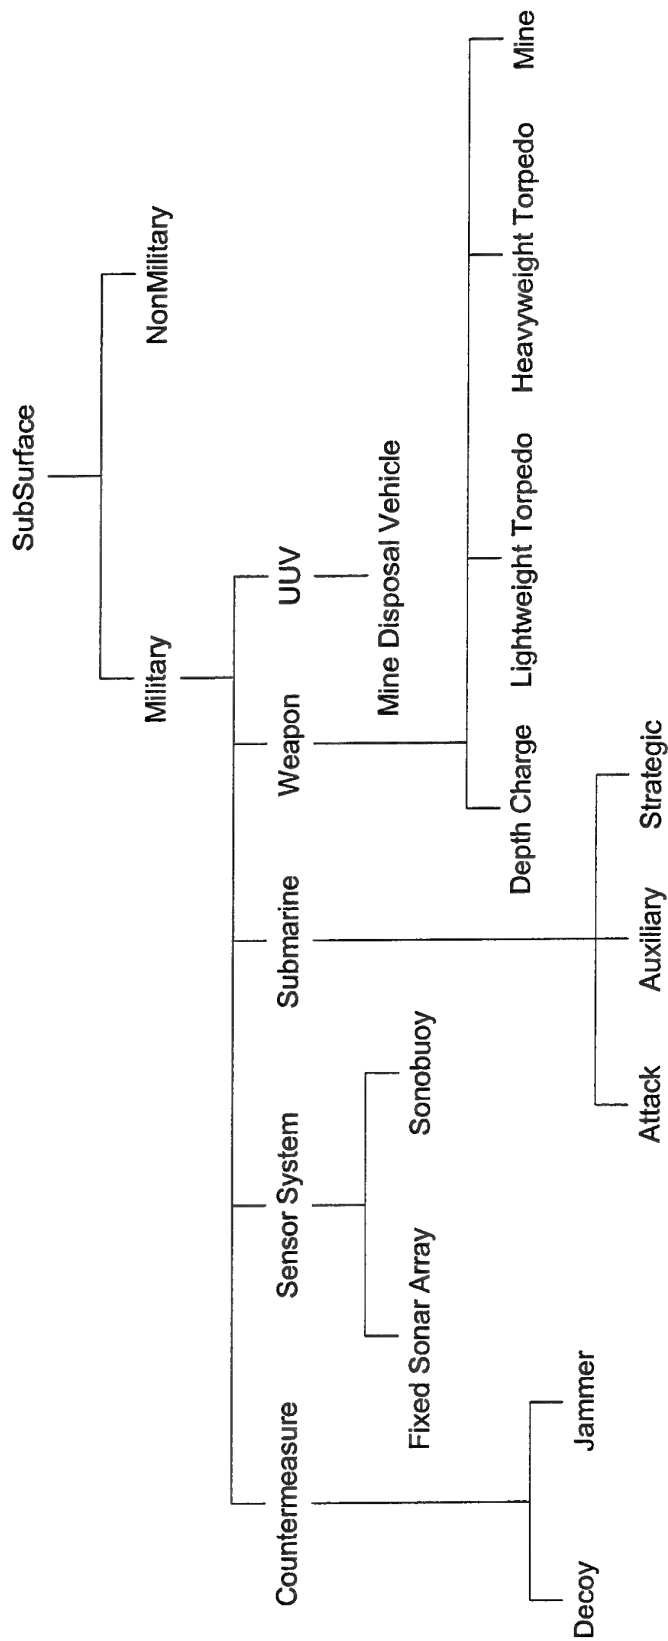 SubSurface
Military
NonMilitary
Countermeasure
Sensor System
Submarine
Weapon
UUV
Mine Disposal Vehicle
Fixed Sonar Array
Sonobuoy
Depth Charge
Lightweight Torpedo
Heavyweight Torpedo
Mine
Decoy
Jammer
Attack
Auxiliary
Strategic